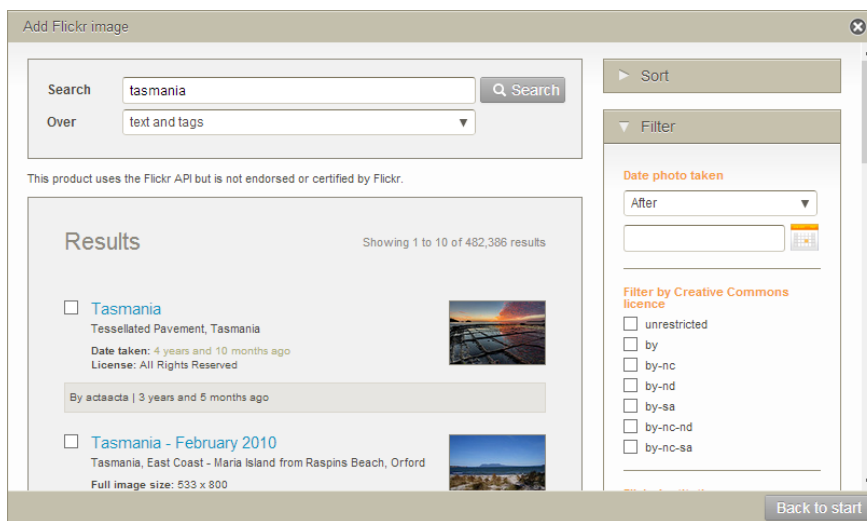 Add Flickr image
Search
tasmania
Search
Over
text and tags
This product uses the Flickr API but is not endorsed or certified by Flickr.
Results
Showing 1 to 10 of 482,386 results
Tasmania
Tessellated Pavement, Tasmania
Date taken: 4 years and 10 months ago
License: All Rights Reserved
By actaacta | 3 years and 5 months ago
Tasmania - February 2010
Tasmania, East Coast - Maria Island from Raspins Beach, Orford
Full image size: 533 x 800
Sort
Filter
Date photo taken
After
Filter by Creative Commons
licence
unrestricted
by
by-nc
by-nd
by-sa
by-nc-nd
by-nc-sa
Back to start